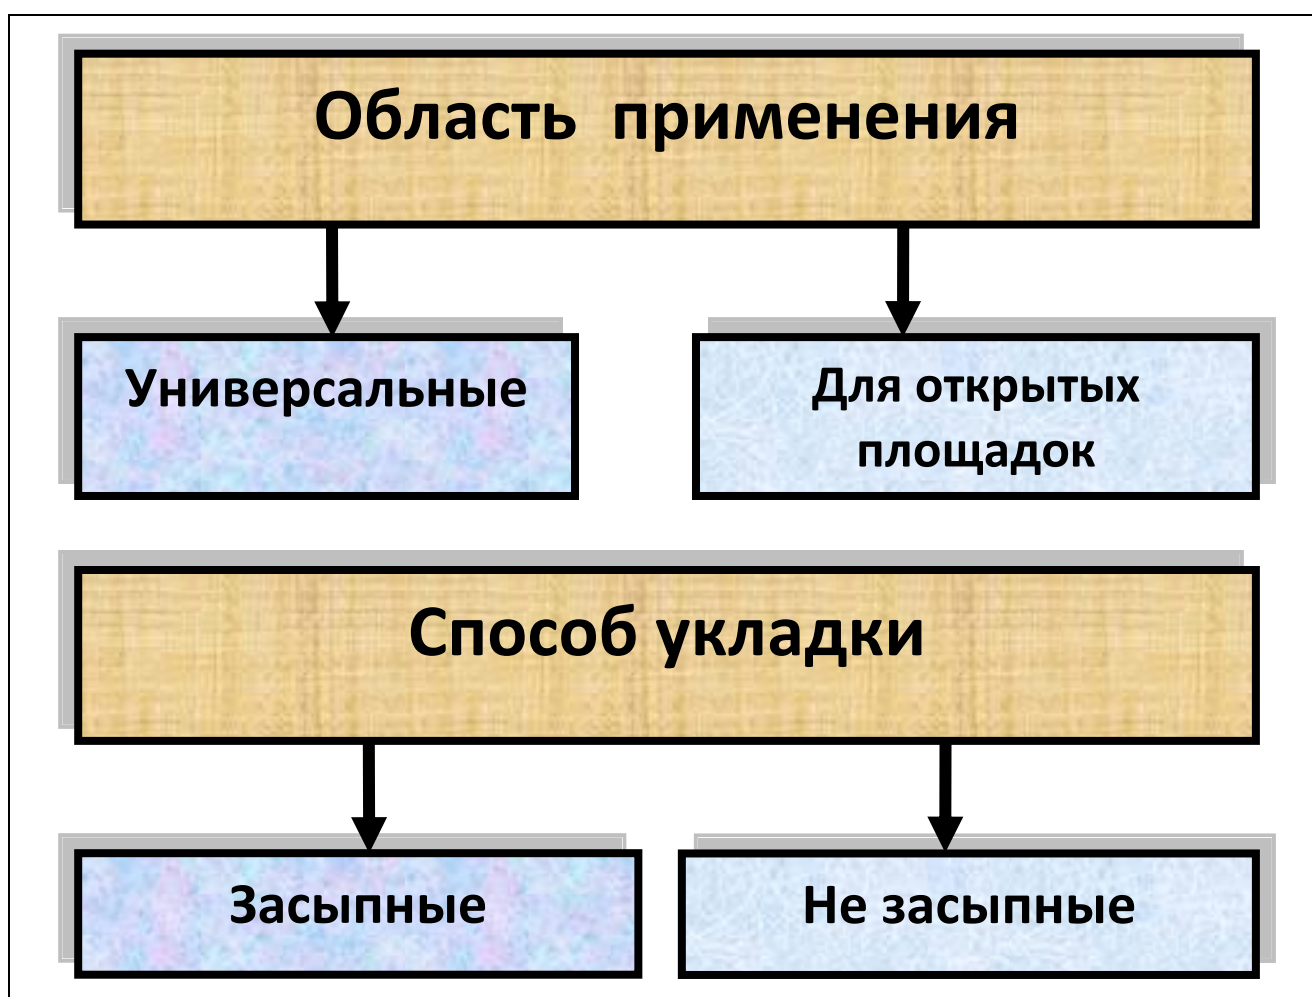 Область применения
Универсальные
Для открытых
площадок
Способ укладки
Засыпные
Не засыпные